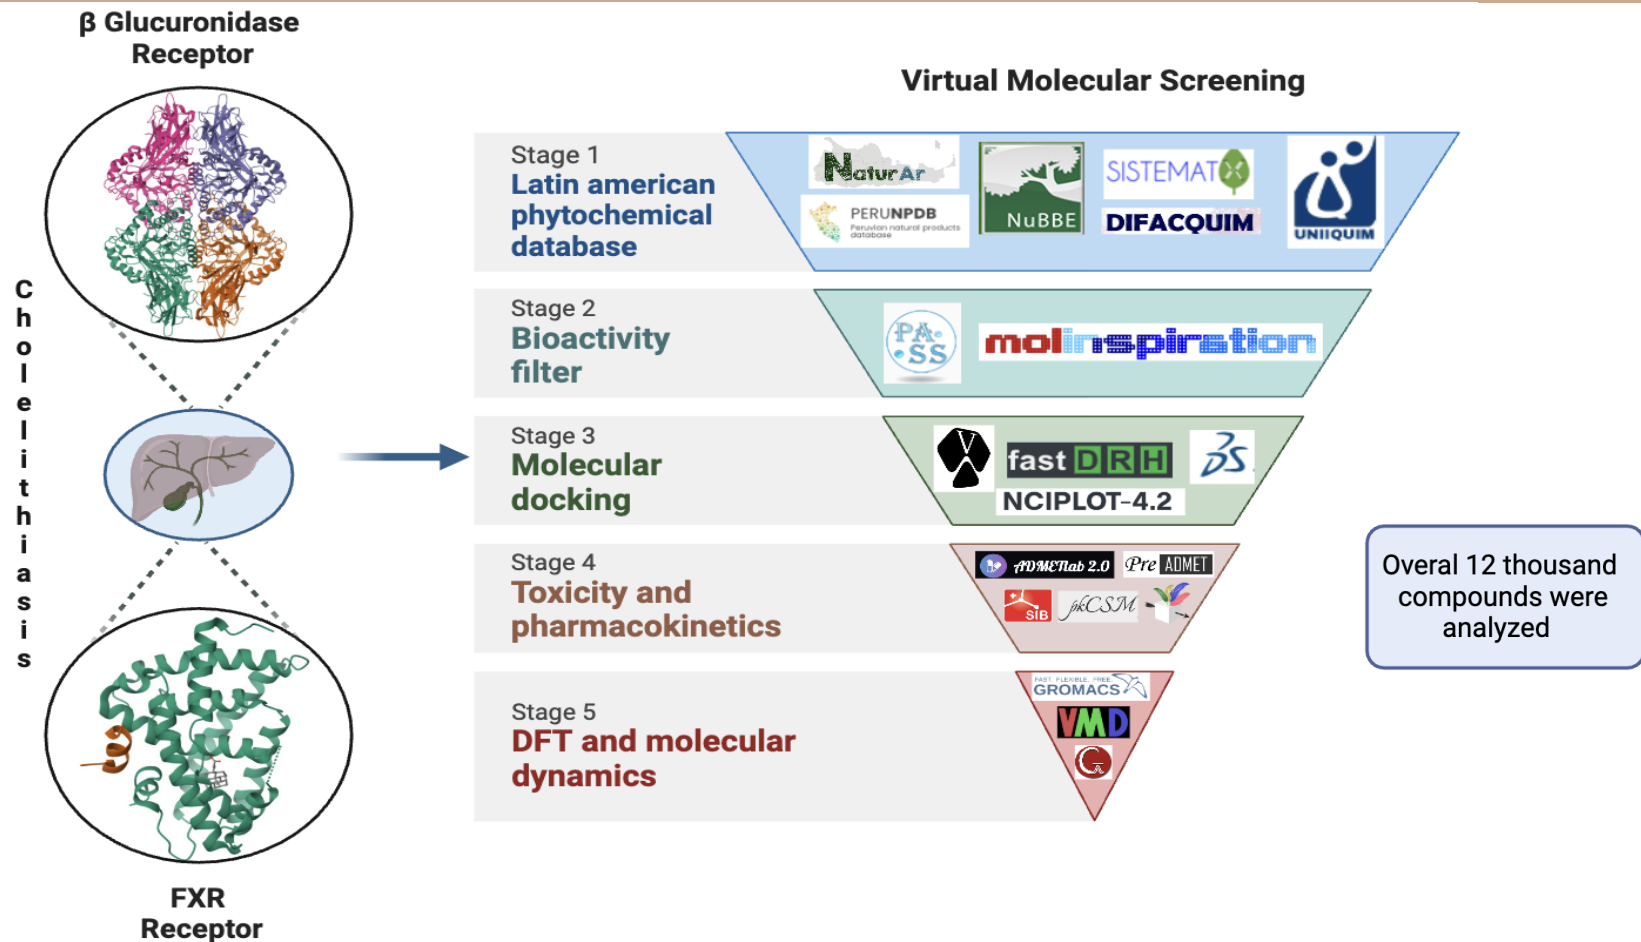 β Glucuronidase
Receptor
Cholelithiasis
FXR
Receptor
Virtual Molecular Screening
Stage 1
Latin american
phytochemical
database
NaturAr
PERUNPDB
Peruvian natural products
database
NuBBE
SISTEMATX
DIFACQUIM
UNIIQUIM
Stage 2
Bioactivity
filter
PASS
molinspiration
Stage 3
Molecular
docking
V
fast DRH
3DS
NCIPLOT-4.2
Stage 4
Toxicity and
pharmacokinetics
ADMETlab 2.0
Pre ADMET
SIB
pkCSM
Stage 5
DFT and molecular
dynamics
FAST. FLEXIBLE. FREE.
GROMACS
VMD
Overal 12 thousand
compounds were
analyzed